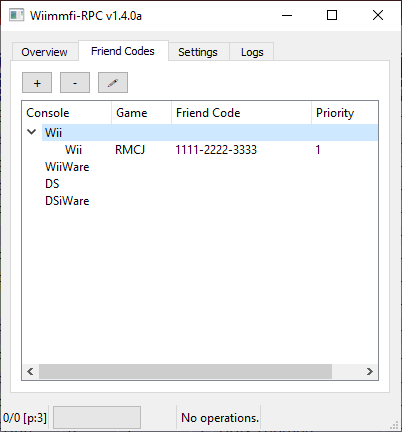 Wiimmfi-RPC v1.4.0a
Overview Friend Codes Settings Logs
+ -
Console Game Friend Code Priority
Wii
Wii RMCJ 1111-2222-3333 1
WiiWare
DS
DSiWare
0/0 [p:3] No operations.